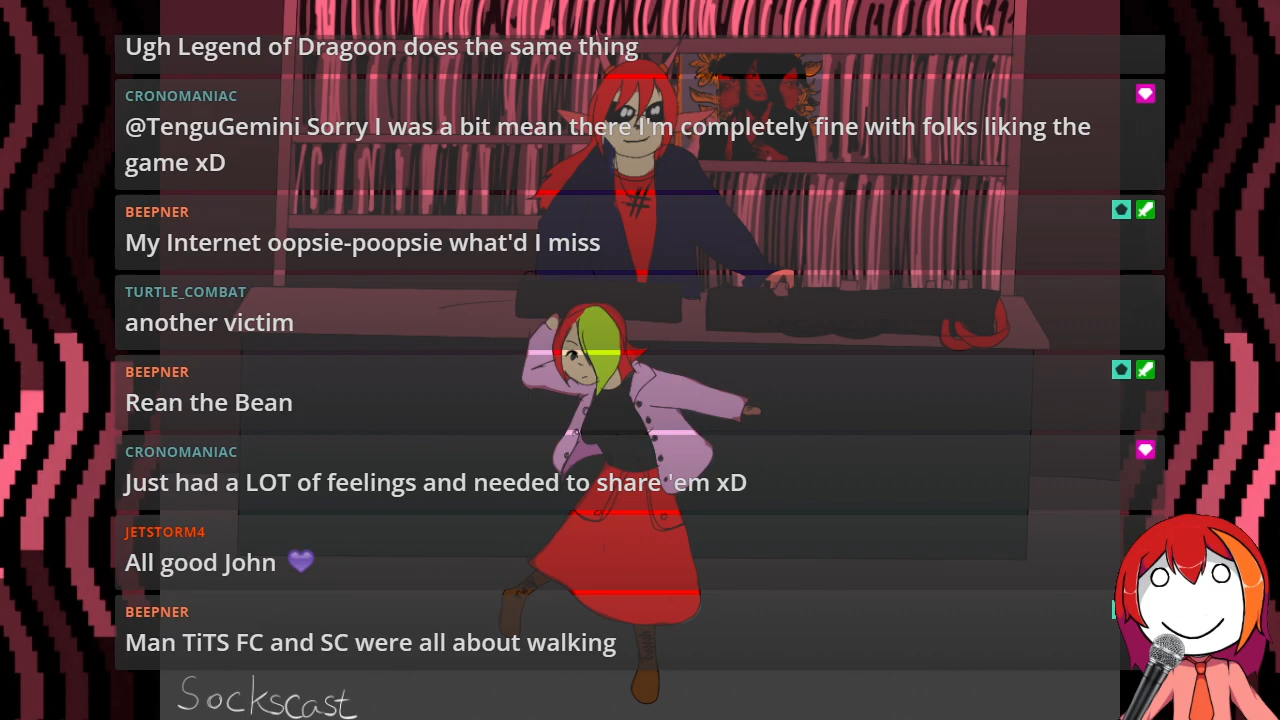 Ugh Legend of Dragoon does the same thing
CRONOMANIAC
@TenguGemini Sorry I was a bit mean there I'm completely fine with folks liking the
game xD
BEEPNER
My Internet oopsie-poopsie what'd I miss
TURTLE_COMBAT
another victim
BEEPNER
Rean the Bean
CRONOMANIAC
Just had a LOT of feelings and needed to share 'em xD
JETSTORM4
All good John 💜
BEEPNER
Man TiTS FC and SC were all about walking
Sockscast